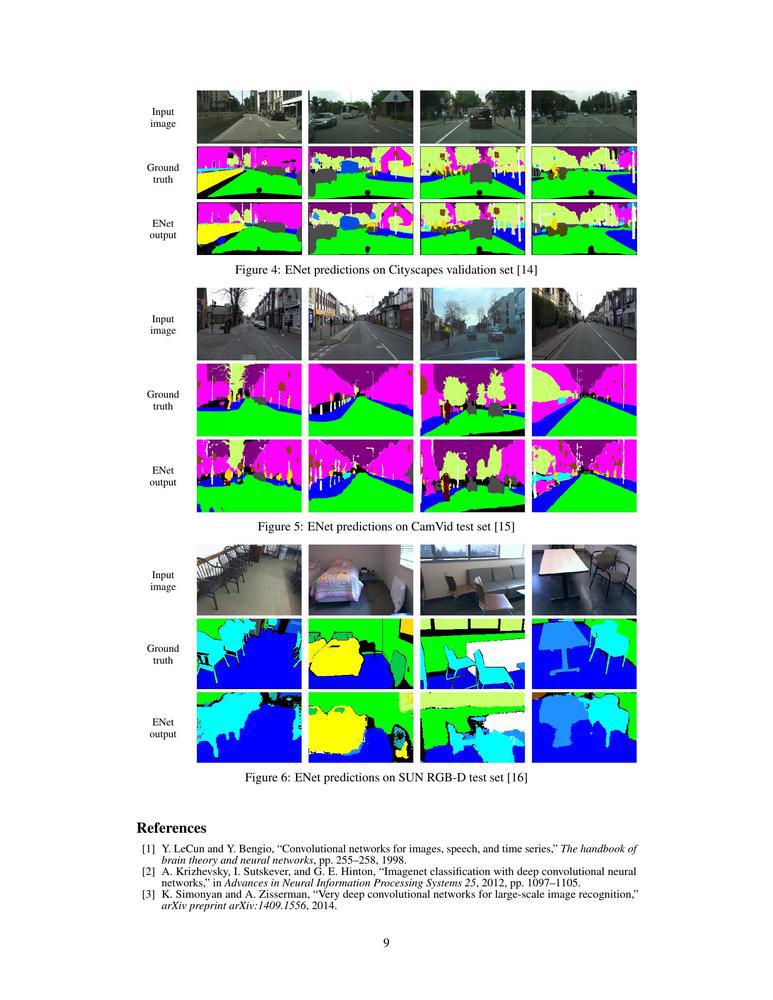 Input
image
Ground
truth
ENet
output
Figure 4: ENet predictions on Cityscapes validation set [14]
Input
image
Ground
truth
ENet
output
Figure 5: ENet predictions on CamVid test set [15]
Input
image
Ground
truth
ENet
output
Figure 6: ENet predictions on SUN RGB-D test set [16]
References
[1] Y. LeCun and Y. Bengio, “Convolutional networks for images, speech, and time series,” The handbook of
brain theory and neural networks, pp. 255–258, 1998.
[2] A. Krizhevsky, I. Sutskever, and G. E. Hinton, “Imagenet classification with deep convolutional neural
networks,” in Advances in Neural Information Processing Systems 25, 2012, pp. 1097–1105.
[3] K. Simonyan and A. Zisserman, “Very deep convolutional networks for large-scale image recognition,”
arXiv preprint arXiv:1409.1556, 2014.
9